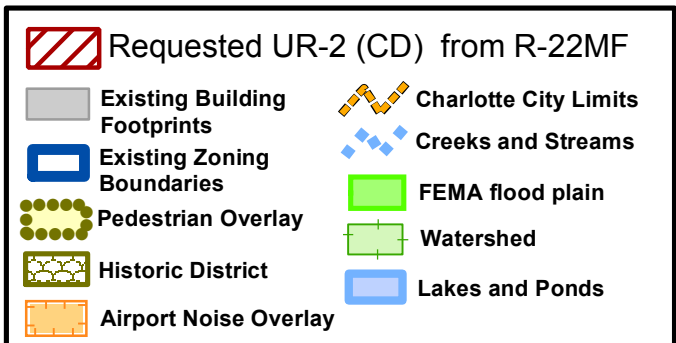 Requested UR-2 (CD) from R-22MF
Existing Building
Footprints
Existing Zoning
Boundaries
Pedestrian Overlay
Historic District
Airport Noise Overlay
Charlotte City Limits
Creeks and Streams
FEMA flood plain
Watershed
Lakes and Ponds